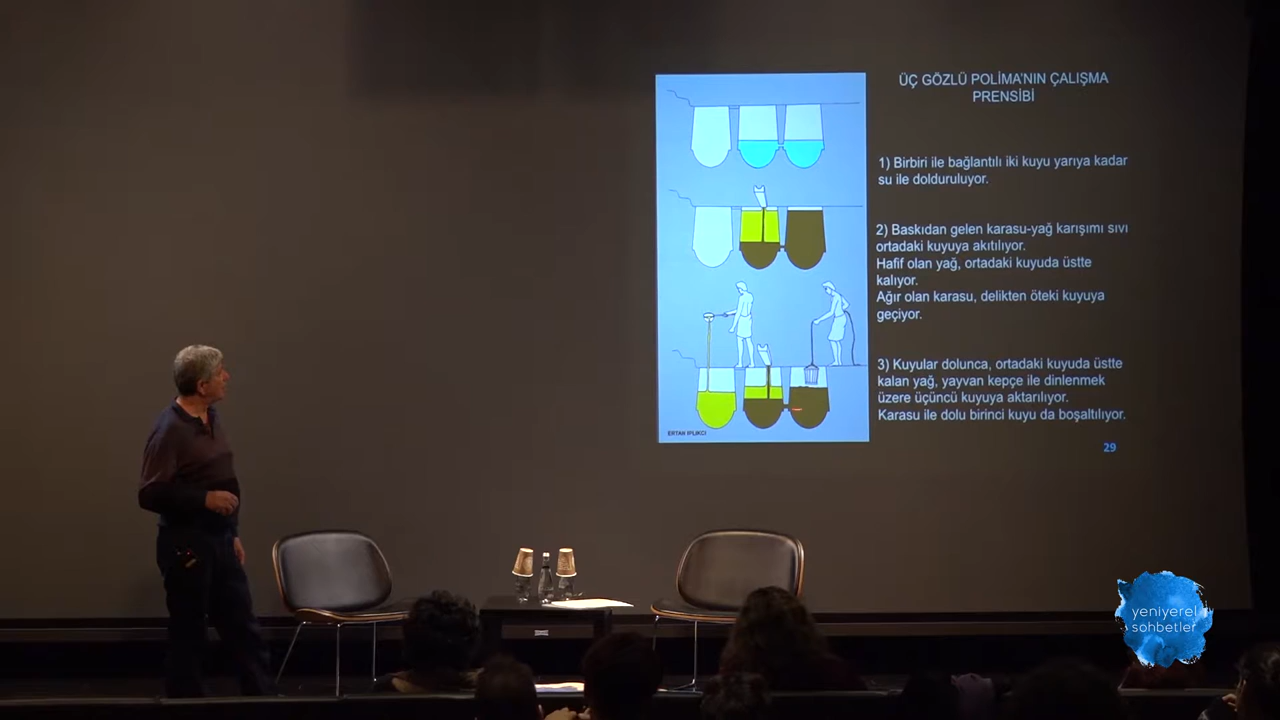 ÜÇ GÖZLÜ POLİMA'NIN ÇALIŞMA
PRENSİBİ
1) Birbiri ile bağlantılı iki kuyu yarıya kadar
su ile dolduruluyor.
2) Baskıdan gelen karasu-yağ karışımı sıvı
ortadaki kuyuya akıtılıyor.
Hafif olan yağ, ortadaki kuyuda üstte
kalıyor.
Ağır olan karasu, delikten öteki kuyuya
geçiyor.
3) Kuyular dolunca, ortadaki kuyuda üstte
kalan yağ, yayvan kepçe ile dinlenmek
üzere üçüncü kuyuya aktarılıyor.
Karasu ile dolu birinci kuyu da boşaltılıyor.
ERTAN İPLİKCİ
29
yeniyerel
sohbetler